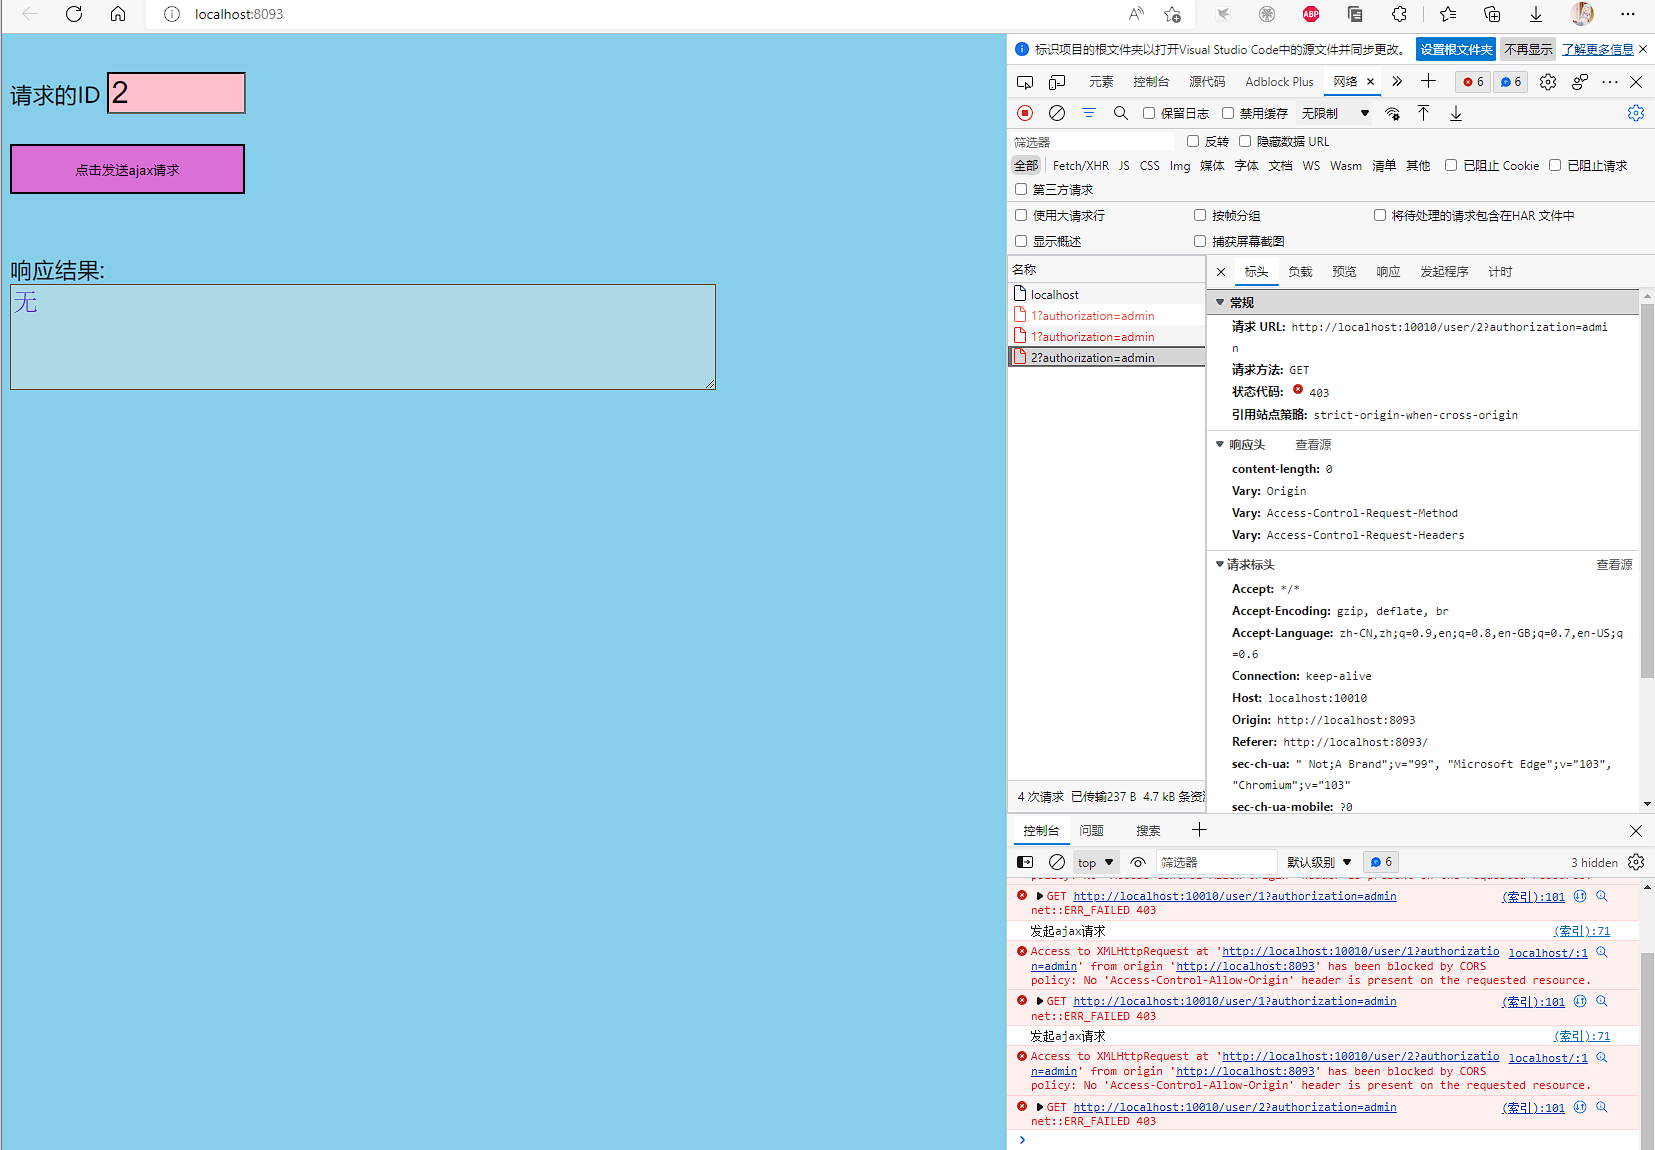 localhost:8093
请求的ID 2
点击发送ajax请求
响应结果:
无
标识项目的根文件夹以打开Visual Studio Code中的源文件并同步更改。 设置根文件夹 不再显示 了解更多信息
元素 控制台 源代码 Adblock Plus 网络 6 6
保留日志 禁用缓存 无限制
筛选器 反转 隐藏数据 URL
全部 Fetch/XHR JS CSS Img 媒体 字体 文档 WS Wasm 清单 其他 已阻止 Cookie 已阻止请求
第三方请求
使用大请求行 按帧分组 将待处理的请求包含在HAR 文件中
显示概述 捕获屏幕截图
名称
localhost
1?authorization=admin
1?authorization=admin
2?authorization=admin
4 次请求 已传输237 B 4.7 kB 条资
标头 负载 预览 响应 发起程序 计时
常规
请求 URL: http://localhost:10010/user/2?authorization=admi
n
请求方法: GET
状态代码: 403
引用站点策略: strict-origin-when-cross-origin
响应头 查看源
content-length: 0
Vary: Origin
Vary: Access-Control-Request-Method
Vary: Access-Control-Request-Headers
请求标头 查看源
Accept: */*
Accept-Encoding: gzip, deflate, br
Accept-Language: zh-CN,zh;q=0.9,en;q=0.8,en-GB;q=0.7,en-US;q
=0.6
Connection: keep-alive
Host: localhost:10010
Origin: http://localhost:8093
Referer: http://localhost:8093/
sec-ch-ua: " Not;A Brand";v="99", "Microsoft Edge";v="103",
"Chromium";v="103"
sec-ch-ua-mobile: ?0
控制台 问题 搜索
top 筛选器 默认级别 6 3 hidden
policy: No 'Access-Control-Allow-Origin' header is present on the requested resource.
GET http://localhost:10010/user/1?authorization=admin (索引):101
net::ERR_FAILED 403
发起ajax请求 (索引):71
Access to XMLHttpRequest at 'http://localhost:10010/user/1?authorizatio localhost/:1
n=admin' from origin 'http://localhost:8093' has been blocked by CORS
policy: No 'Access-Control-Allow-Origin' header is present on the requested resource.
GET http://localhost:10010/user/1?authorization=admin (索引):101
net::ERR_FAILED 403
发起ajax请求 (索引):71
Access to XMLHttpRequest at 'http://localhost:10010/user/2?authorizatio localhost/:1
n=admin' from origin 'http://localhost:8093' has been blocked by CORS
policy: No 'Access-Control-Allow-Origin' header is present on the requested resource.
GET http://localhost:10010/user/2?authorization=admin (索引):101
net::ERR_FAILED 403